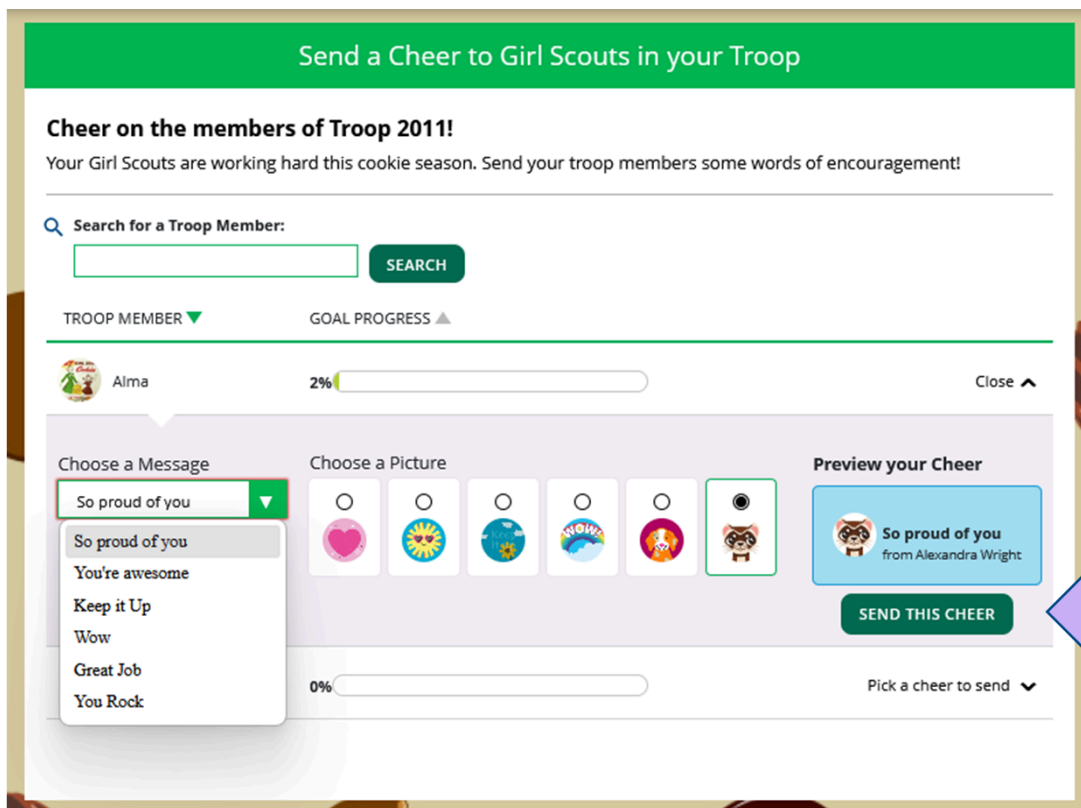 Send a Cheer to Girl Scouts in your Troop
Cheer on the members of Troop 2011!
Your Girl Scouts are working hard this cookie season. Send your troop members some words of encouragement!
Search for a Troop Member:
SEARCH
TROOP MEMBER
GOAL PROGRESS
Alma
2%
Close
Choose a Message
Choose a Picture
Preview your Cheer
So proud of you
So proud of you
You're awesome
Keep it Up
Wow
Great Job
You Rock
Keep it
WOW!
So proud of you
from Alexandra Wright
SEND THIS CHEER
0%
Pick a cheer to send